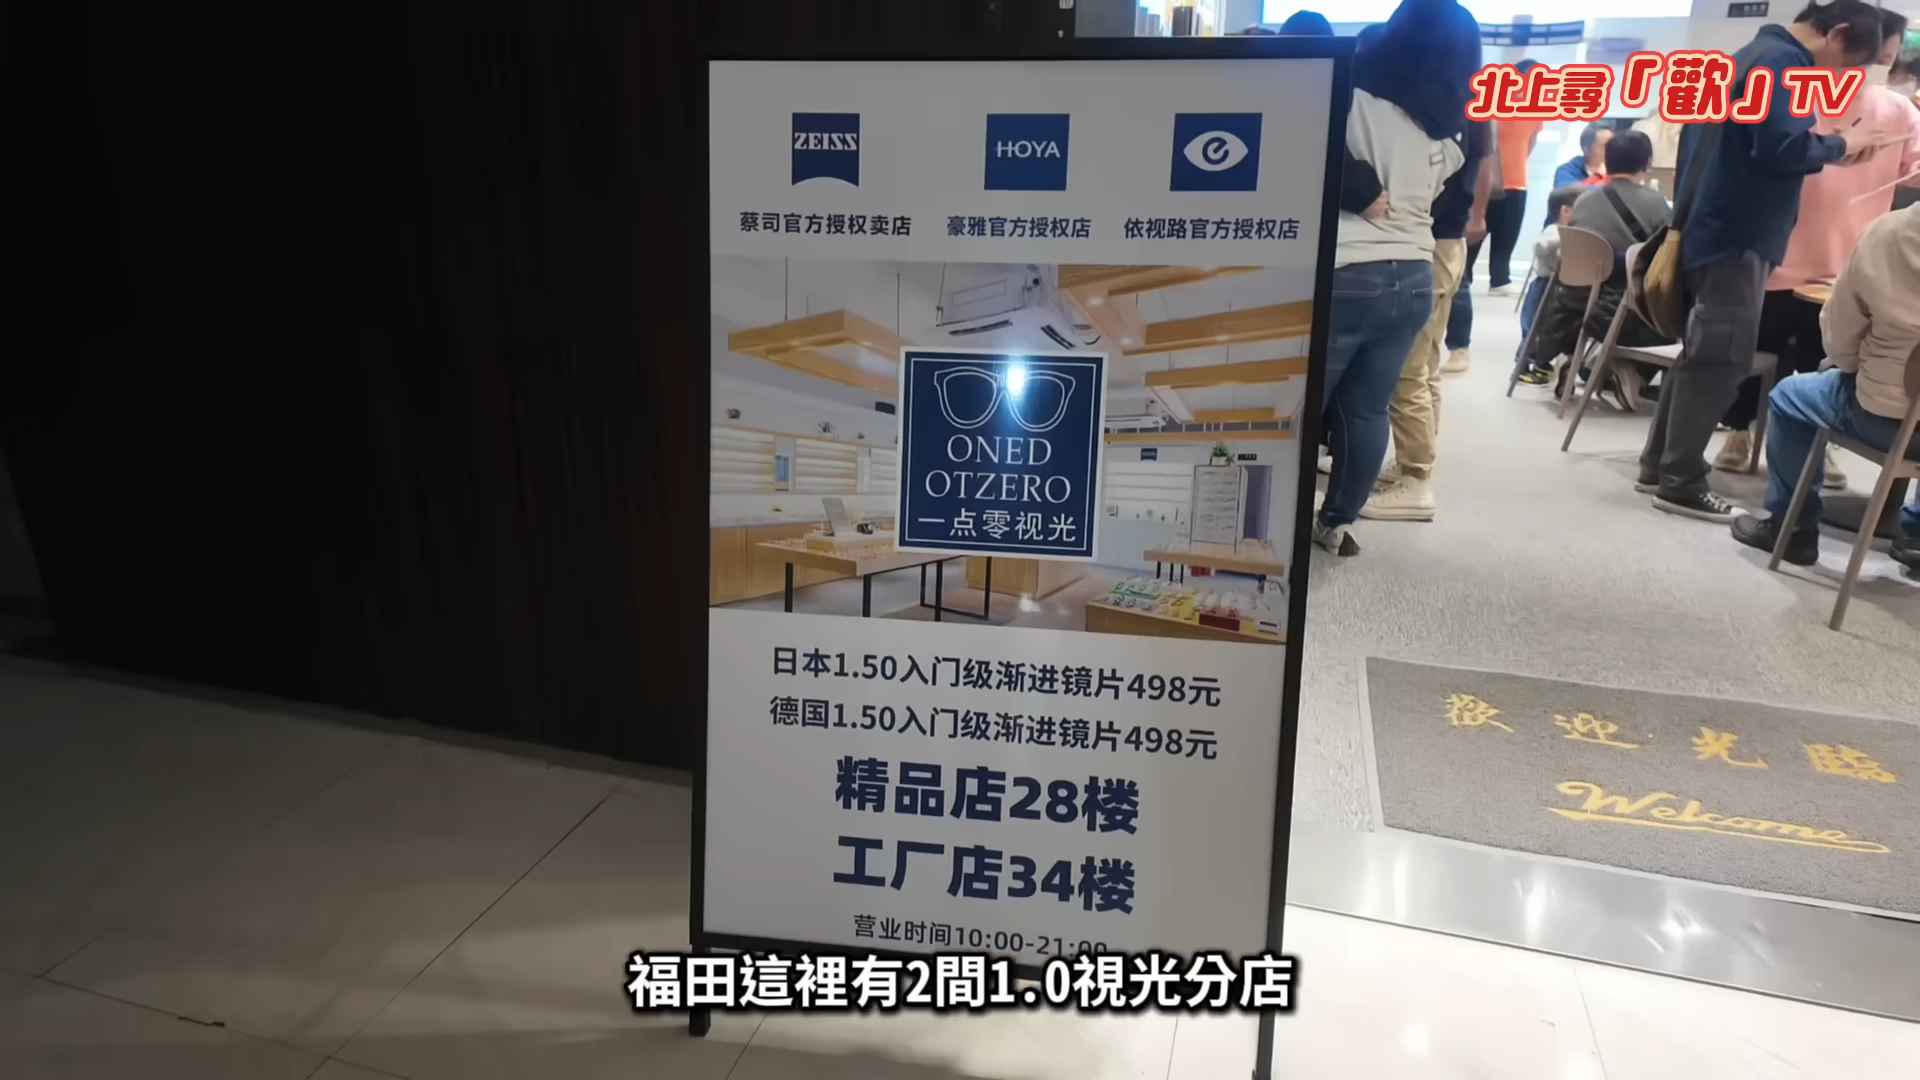 北上尋「歡」TV
ZEISS
HOYA
蔡司官方授权卖店
豪雅官方授权店
依视路官方授权店
ONED
OTZERO
一点零视光
日本1.50入门级渐进镜片498元
德国1.50入门级渐进镜片498元
精品店28楼
工厂店34楼
营业时间10:00-21:00
歡迎光臨
Welcome
福田這裡有2間1.0視光分店